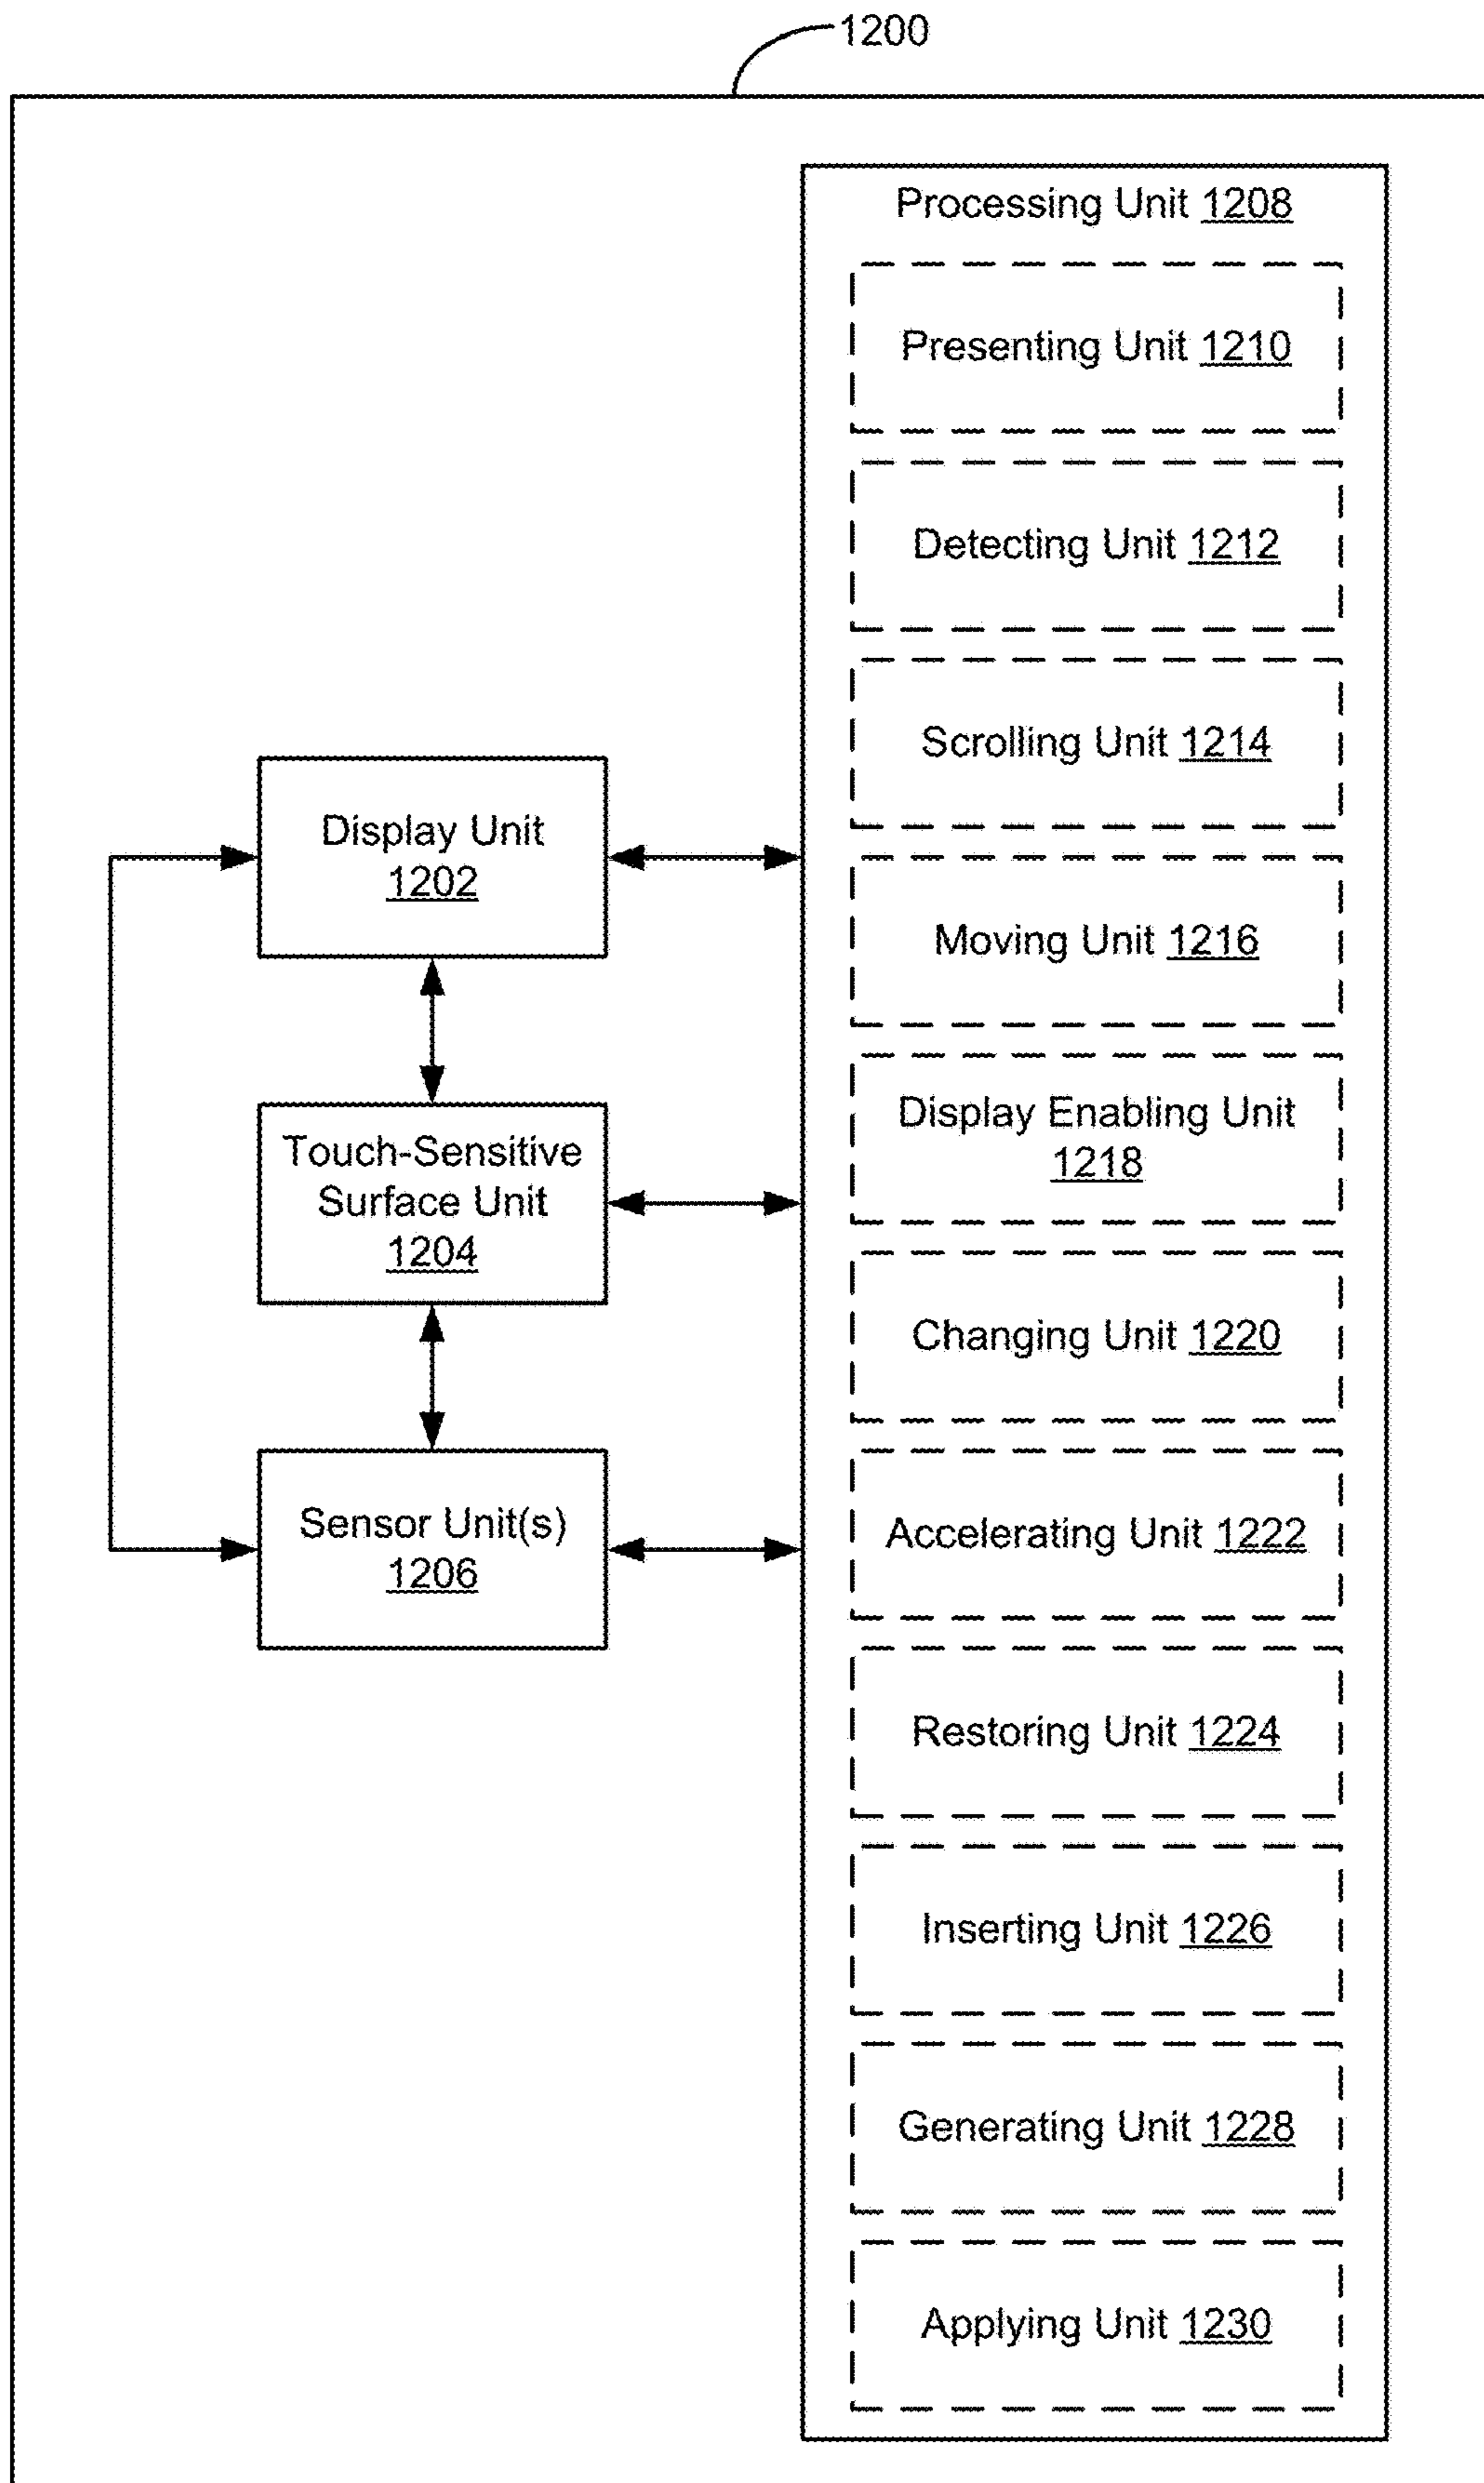 1200
Processing Unit 1208
Presenting Unit 1210
Detecting Unit 1212
Scrolling Unit 1214
Moving Unit 1216
Display Enabling Unit
1218
Changing Unit 1220
Accelerating Unit 1222
Restoring Unit 1224
Inserting Unit 1226
Generating Unit 1228
Applying Unit 1230
Display Unit
1202
Touch-Sensitive
Surface Unit
1204
Sensor Unit(s)
1206